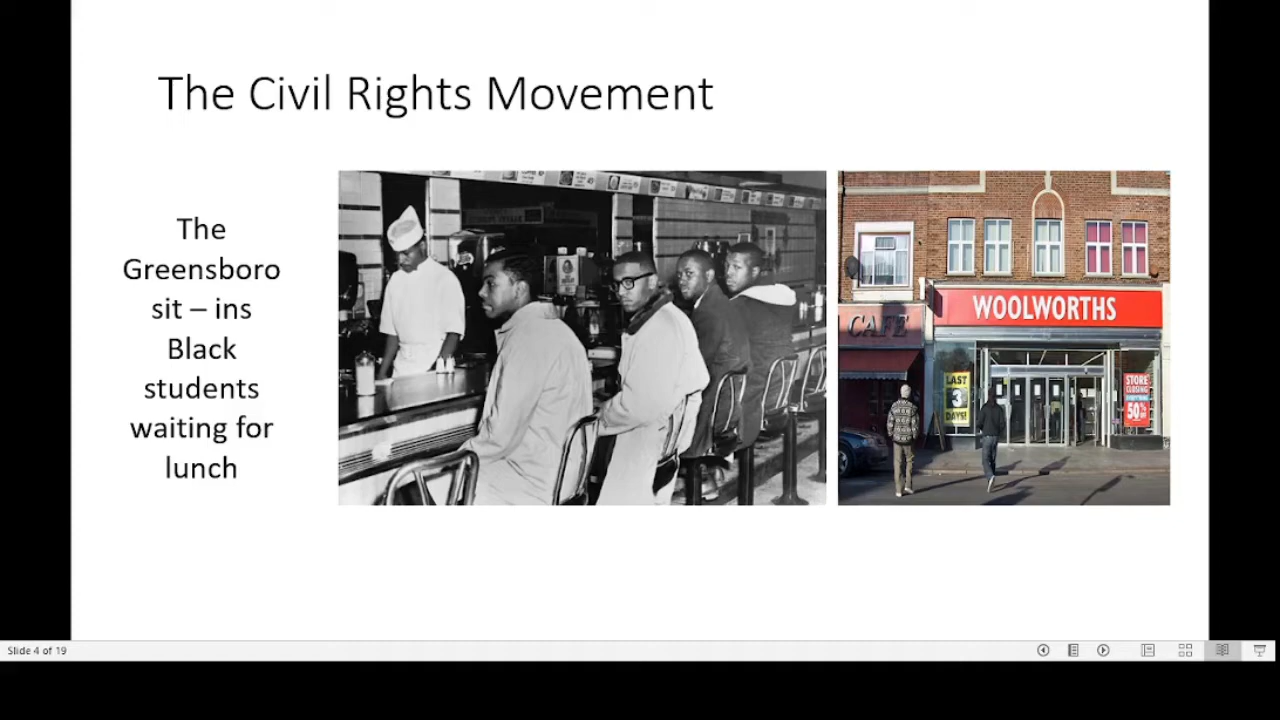 The Civil Rights Movement
The
Greensboro
sit – ins
Black
students
waiting for
lunch
CAFE
WOOLWORTHS
LAST
3
DAYS!
STORE
CLOSING
50%
Slide 4 of 19